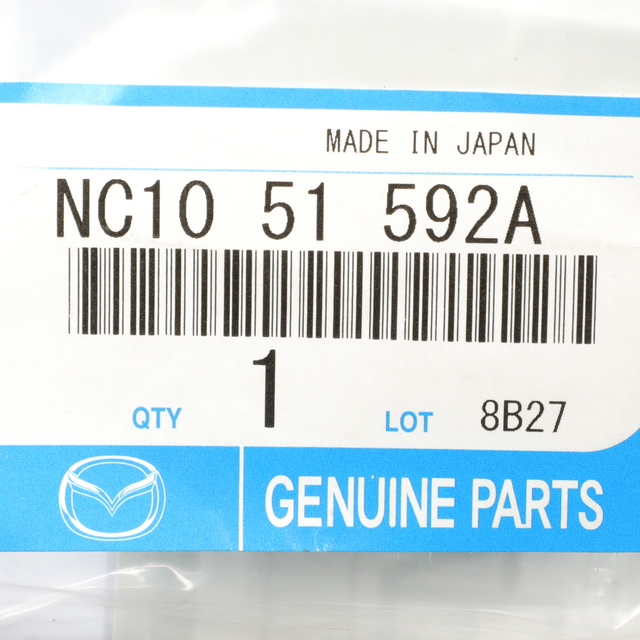 MADE IN JAPAN
NC10 51 592A
QTY 1 LOT 8B27
GENUINE PARTS